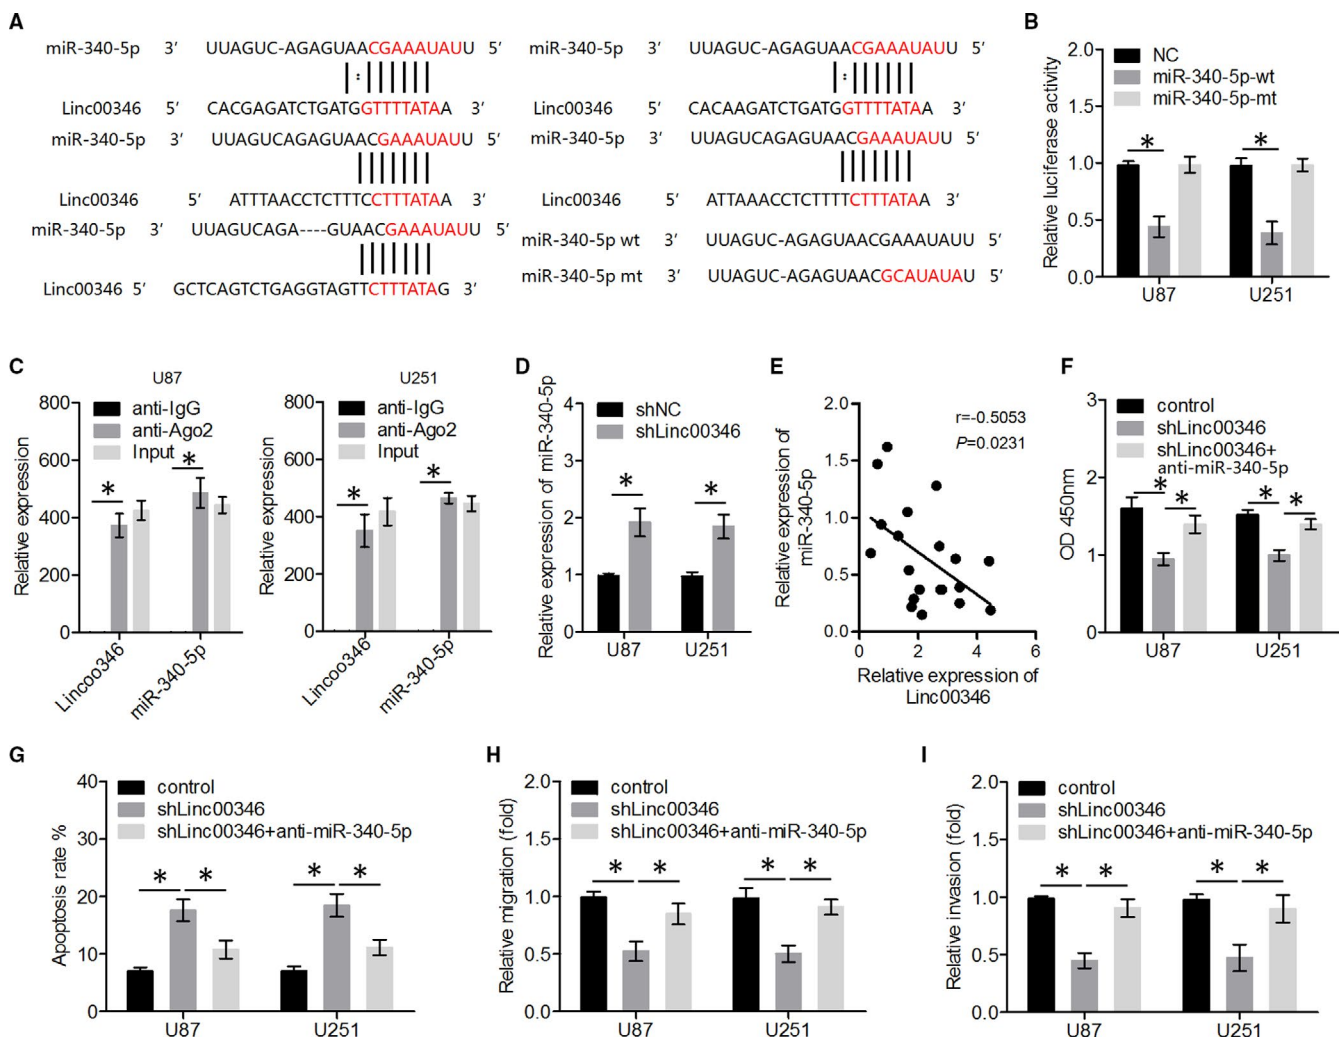 A
miR-340-5p 3′ UUAGUC-AGAGUAACGAAAUAUU 5′
Linc00346 5′ CACGAGATCTGATGGTTTTATAA 3′
miR-340-5p 3′ UUAGUCAGAGUAACGAAAUAUU 5′
Linc00346 5′ ATTTAACCTCTTTCCTTTATAA 3′
miR-340-5p 3′ UUAGUCAGA----GUAACGAAAUAUU 5′
Linc00346 5′ GCTCAGTCTGAGGTAGTTCTTTATAG 3′
miR-340-5p 3′ UUAGUC-AGAGUAACGAAAUAUU 5′
Linc00346 5′ CACAAGATCTGATGGTTTTATAA 3′
miR-340-5p 3′ UUAGUCAGAGUAACGAAAUAUU 5′
Linc00346 5′ ATTAAACCTCTTTTCTTTATAA 3′
miR-340-5p wt 3′ UUAGUC-AGAGUAACGAAAUAUU 5′
miR-340-5p mt 3′ UUAGUC-AGAGUAACGCAUAUAU 5′
B
Relative luciferase activity
2.0
1.5
1.0
0.5
0.0
NC
miR-340-5p-wt
miR-340-5p-mt
* *
U87 U251
C
U87
Relative expression
800
600
400
200
0
anti-IgG
anti-Ago2
Input
* *
Lincoo346 miR-340-5p
U251
Relative expression
800
600
400
200
0
anti-IgG
anti-Ago2
Input
* *
Lincoo346 miR-340-5p
D
Relative expression of miR-340-5p
4
3
2
1
0
shNC
shLinc00346
* *
U87 U251
E
Relative expression of
miR-340-5p
2.0
1.5
1.0
0.5
0.0
r=-0.5053
P=0.0231
0 2 4 6
Relative expression of
Linc00346
F
OD 450nm
3
2
1
0
control
shLinc00346
shLinc00346+
anti-miR-340-5p
* * * *
U87 U251
G
Apoptosis rate %
40
30
20
10
0
control
shLinc00346
shLinc00346+anti-miR-340-5p
* * * *
U87 U251
H
Relative migration (fold)
2.0
1.5
1.0
0.5
0.0
control
shLinc00346
shLinc00346+anti-miR-340-5p
* * * *
U87 U251
I
Relative invasion (fold)
2.0
1.5
1.0
0.5
0.0
control
shLinc00346
shLinc00346+anti-miR-340-5p
* * * *
U87 U251